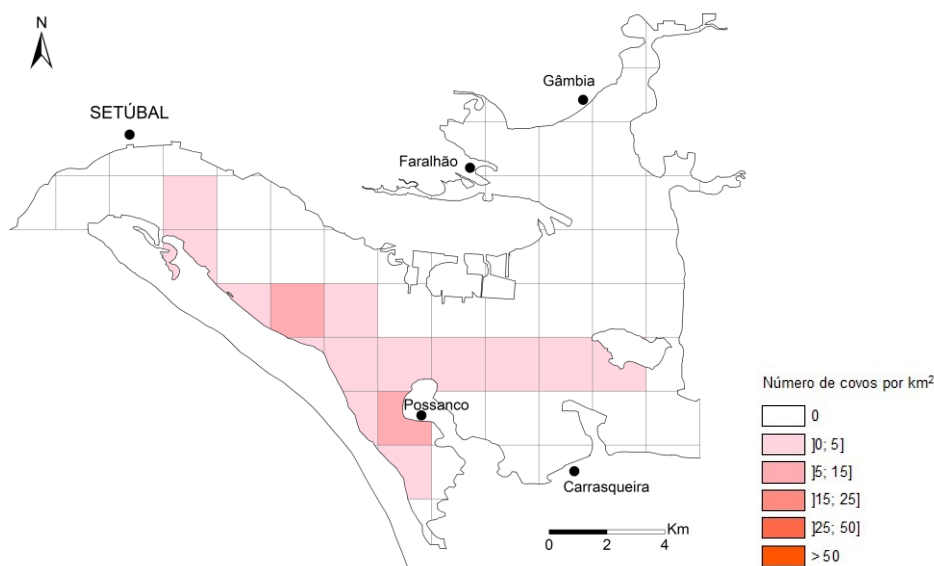 N
SETÚBAL
Gâmbia
Faralhão
Possanco
Carrasqueira
Km
0 2 4
Número de covos por km²
0
]0; 5]
]5; 15]
]15; 25]
]25; 50]
>50